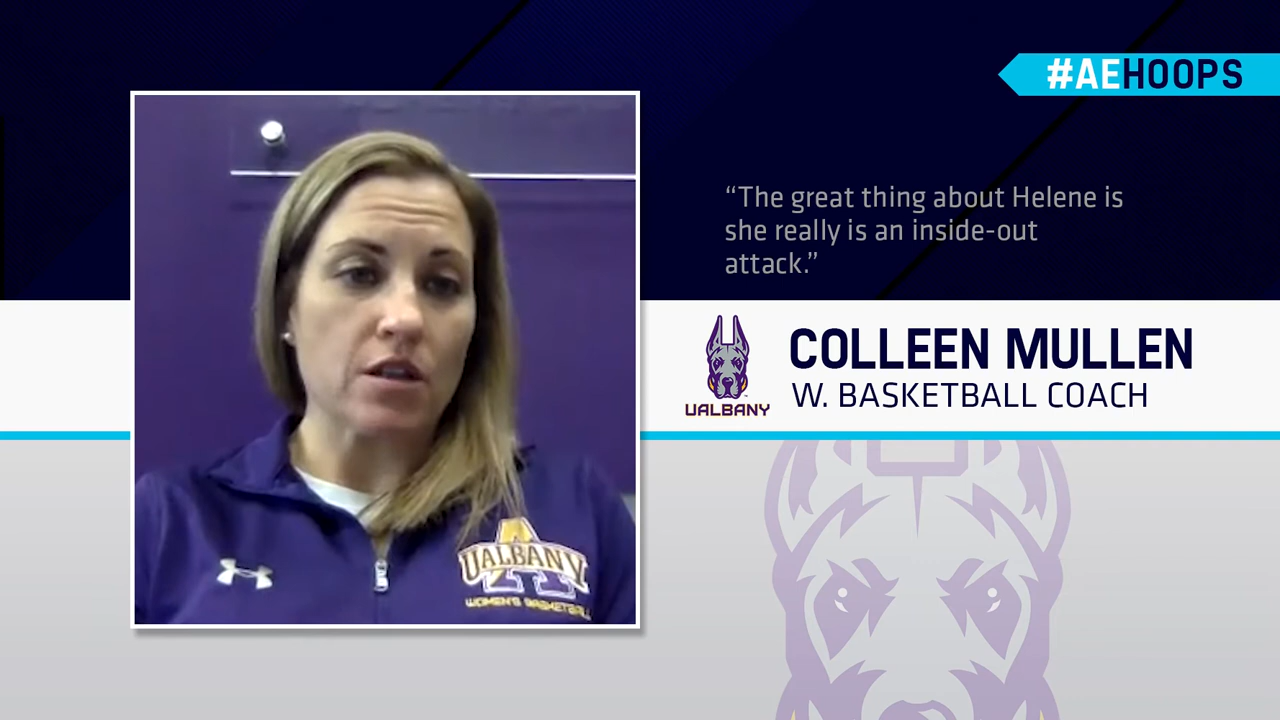 #AEHOOPS
“The great thing about Helene is
she really is an inside-out
attack.”
COLLEEN MULLEN
W. BASKETBALL COACH
UALBANY
UALBANY
WOMEN'S BASKETBALL